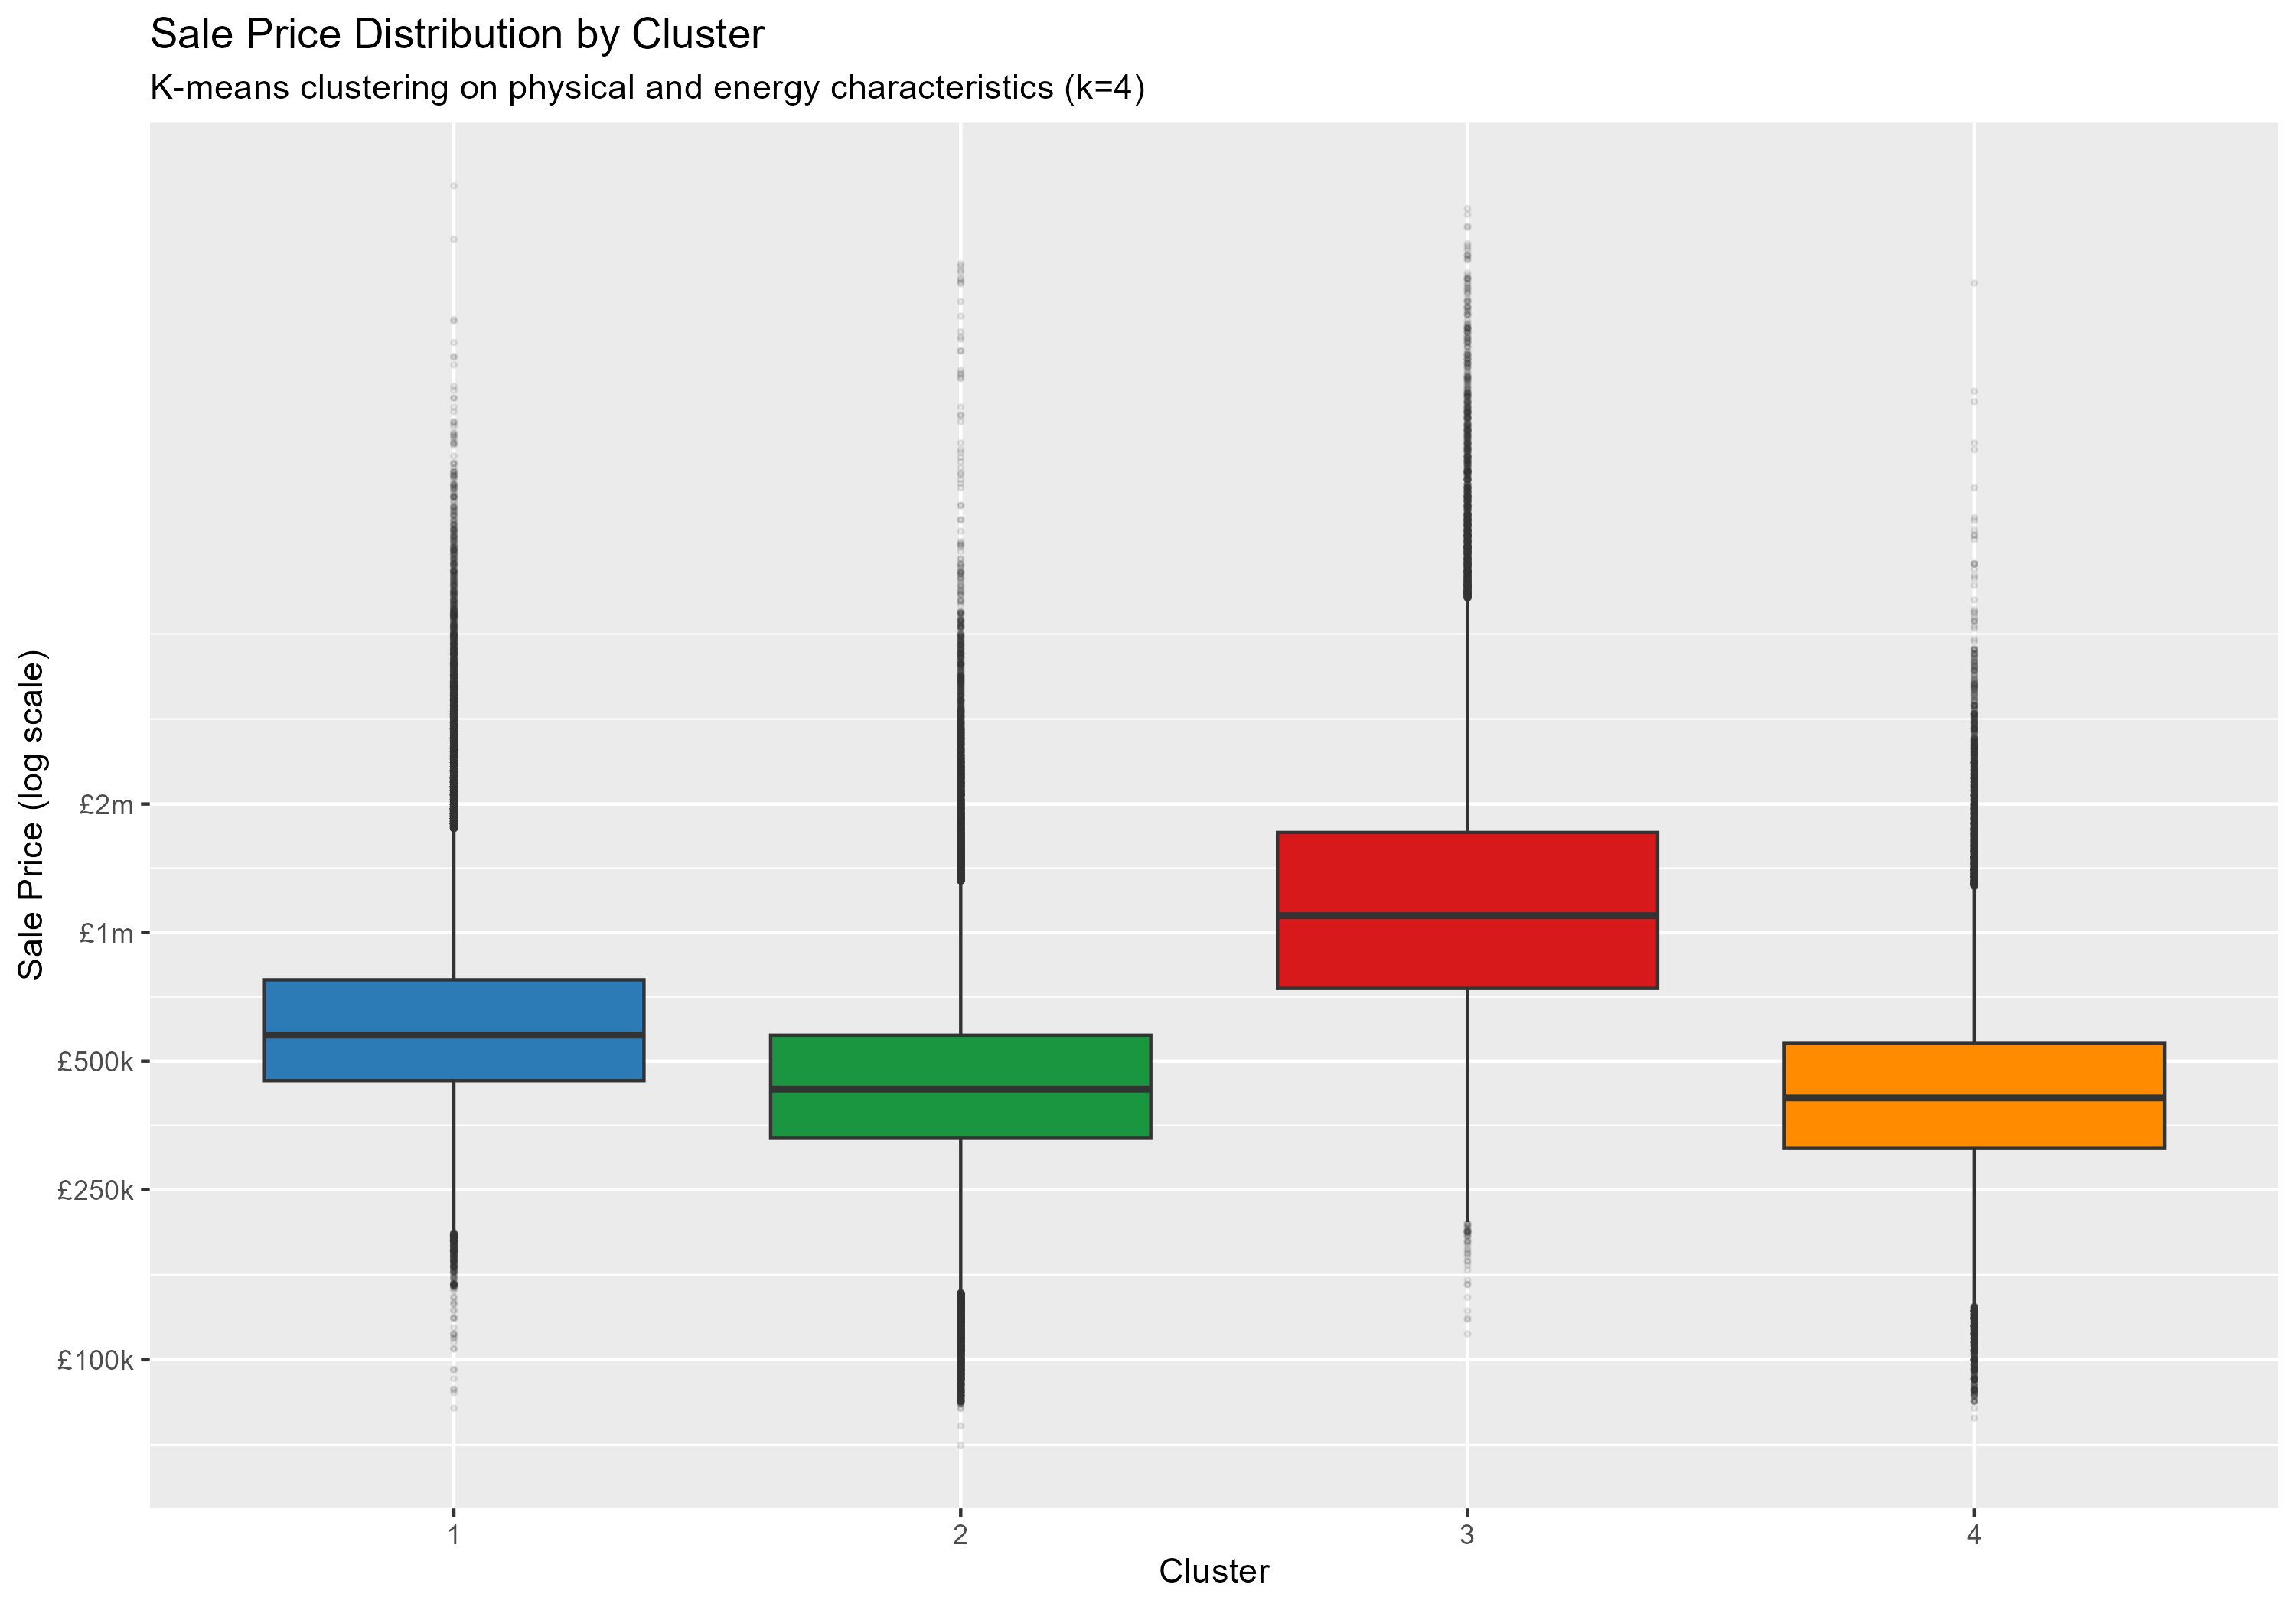 Sale Price Distribution by Cluster
K-means clustering on physical and energy characteristics (k=4)
Sale Price (log scale)
£2m
£1m
£500k
£250k
£100k
1 2 3 4
Cluster